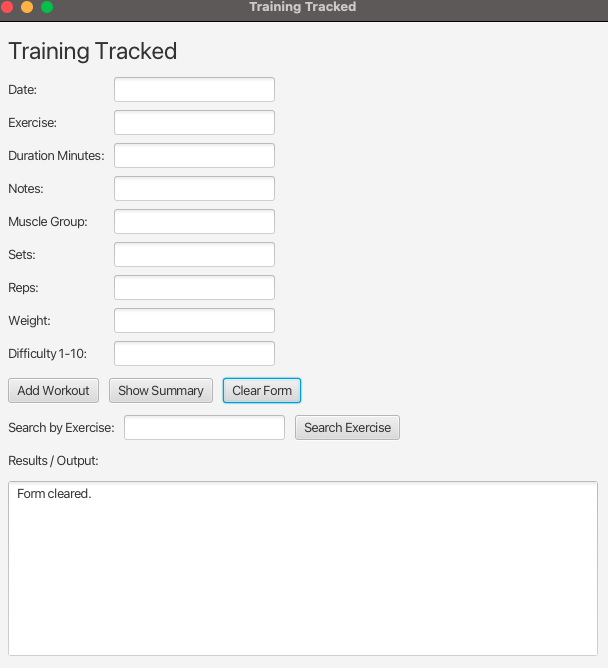 Training Tracked
Training Tracked
Date:
Exercise:
Duration Minutes:
Notes:
Muscle Group:
Sets:
Reps:
Weight:
Difficulty 1-10:
Add Workout Show Summary Clear Form
Search by Exercise: Search Exercise
Results / Output:
Form cleared.